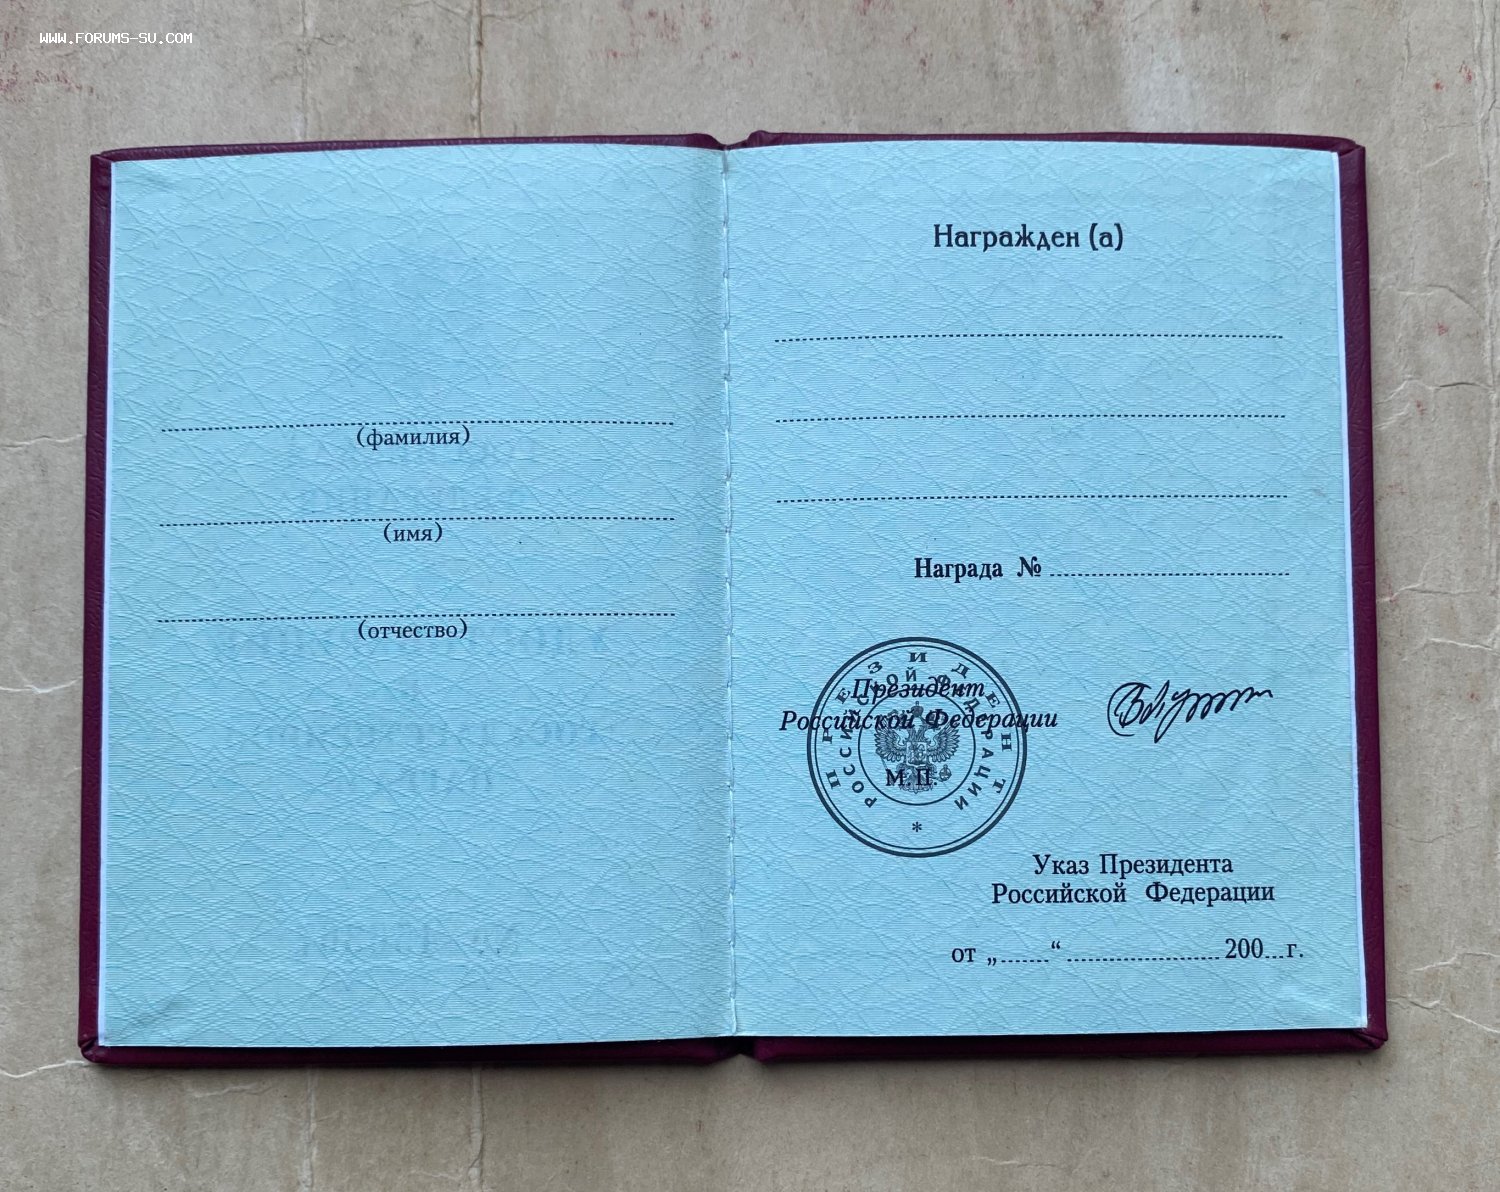 WWW.FORUMS-SU.COM
(фамилия)
(имя)
(отчество)
Награжден (а)
Награда №
ПРЕЗИДЕНТ
РОССИЙСКОЙ ФЕДЕРАЦИИ
*
Президент
Российской Федерации
М.П.
Указ Президента
Российской Федерации
от „......“ .................... 200...г.